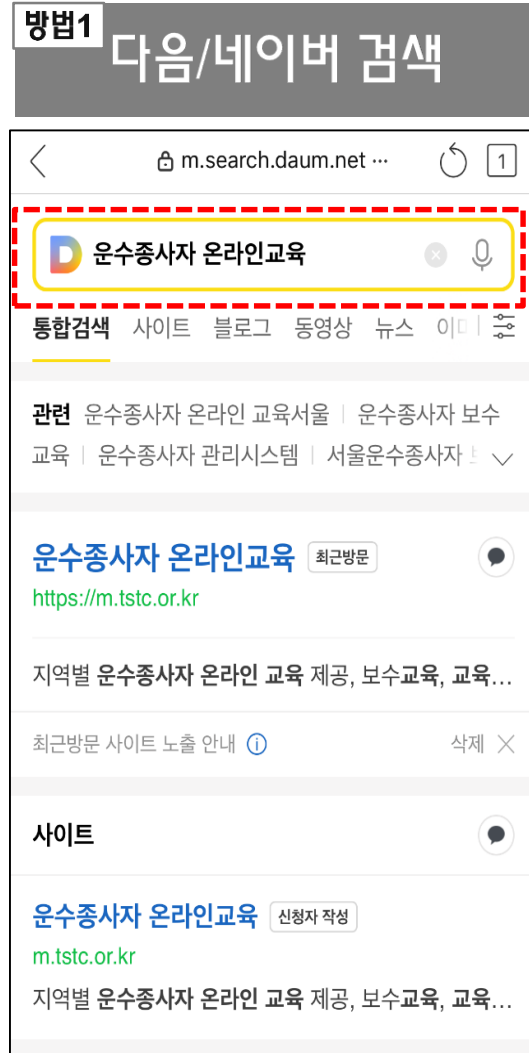 방법1
다음/네이버 검색
m.search.daum.net ···
1
운수종사자 온라인교육
통합검색 사이트 블로그 동영상 뉴스
관련 운수종사자 온라인 교육서울 | 운수종사자 보수
교육 | 운수종사자 관리시스템 | 서울운수종사자
운수종사자 온라인교육 최근방문
https://m.tstc.or.kr
지역별 운수종사자 온라인 교육 제공, 보수교육, 교육...
최근방문 사이트 노출 안내 삭제
사이트
운수종사자 온라인교육 신청자 작성
m.tstc.or.kr
지역별 운수종사자 온라인 교육 제공, 보수교육, 교육...